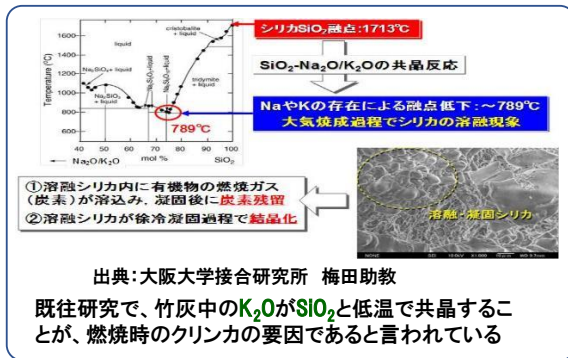 シリカSiO₂融点:1713℃
SiO₂-Na₂O/K₂Oの共晶反応
NaやKの存在による融点低下:~789℃
大気焼成過程でシリカの溶融現象
Temperature (°C)
1600
1400
1200
1000
800
600
cristobalite
+ liquid
liquid
tridymite
+ liquid
Na₄SiO₄+liquid
Na₂SiO₃
+ liquid
Na₂SiO₃+liquid
789℃
40
50
60
70
80
90
100
Na₂O/K₂O
mol %
SiO₂
①溶融シリカ内に有機物の燃焼ガス
(炭素)が溶込み,凝固後に炭素残留
②溶融シリカが徐冷凝固過程で結晶化
溶融・凝固シリカ
出典:大阪大学接合研究所 梅田助教
既往研究で、竹灰中のK₂OがSiO₂と低温で共晶するこ
とが、燃焼時のクリンカの要因であると言われている